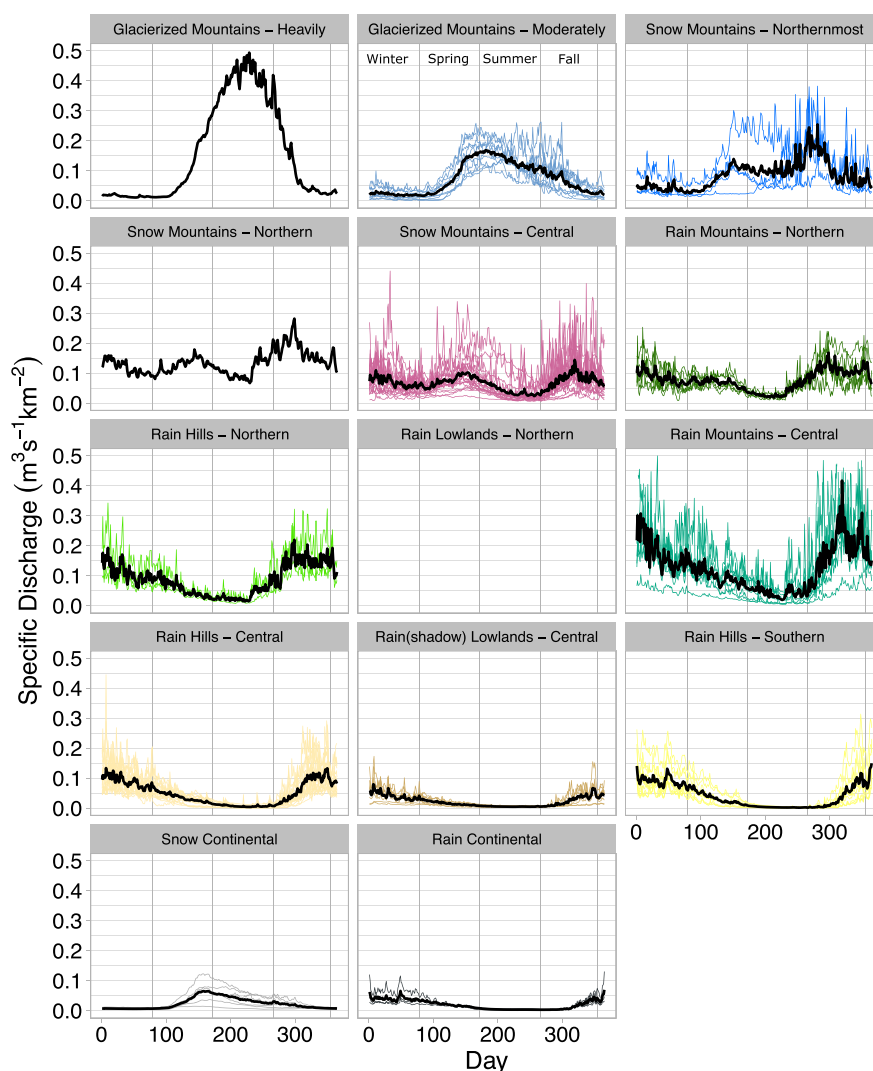 Glacierized Mountains − Heavily
Glacierized Mountains − Moderately
Snow Mountains − Northernmost
0.5
0.4
0.3
0.2
0.1
0.0
Winter Spring Summer Fall
Snow Mountains − Northern
Snow Mountains − Central
Rain Mountains − Northern
0.5
0.4
0.3
0.2
0.1
0.0
Rain Hills − Northern
Rain Lowlands − Northern
Rain Mountains − Central
0.5
0.4
0.3
0.2
0.1
0.0
Rain Hills − Central
Rain(shadow) Lowlands − Central
Rain Hills − Southern
0.5
0.4
0.3
0.2
0.1
0.0
0 100 200 300
Snow Continental
Rain Continental
0.5
0.4
0.3
0.2
0.1
0.0
0 100 200 300
0 100 200 300
Day
Specific Discharge (m³s⁻¹km⁻²)